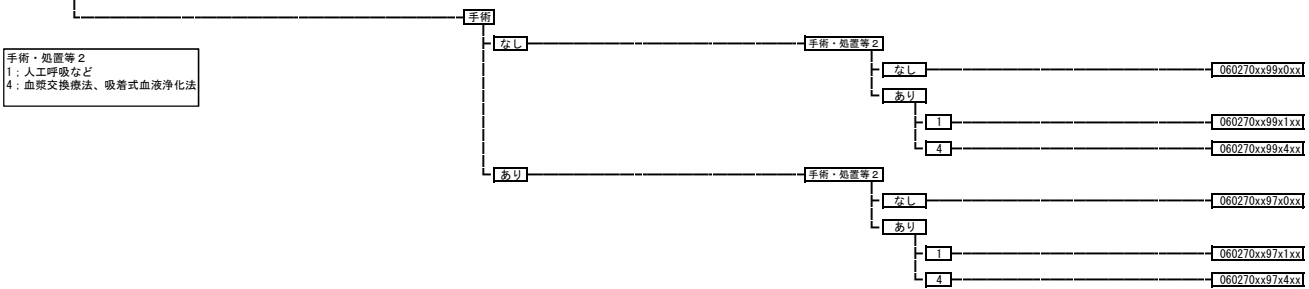 手術
なし
手術・処置等2
手術・処置等2
1;人工呼吸など
4;血漿交換療法、吸着式血液浄化法
なし
060270xx99x0xx
あり
1
060270xx99x1xx
4
060270xx99x4xx
あり
手術・処置等2
なし
060270xx97x0xx
あり
1
060270xx97x1xx
4
060270xx97x4xx